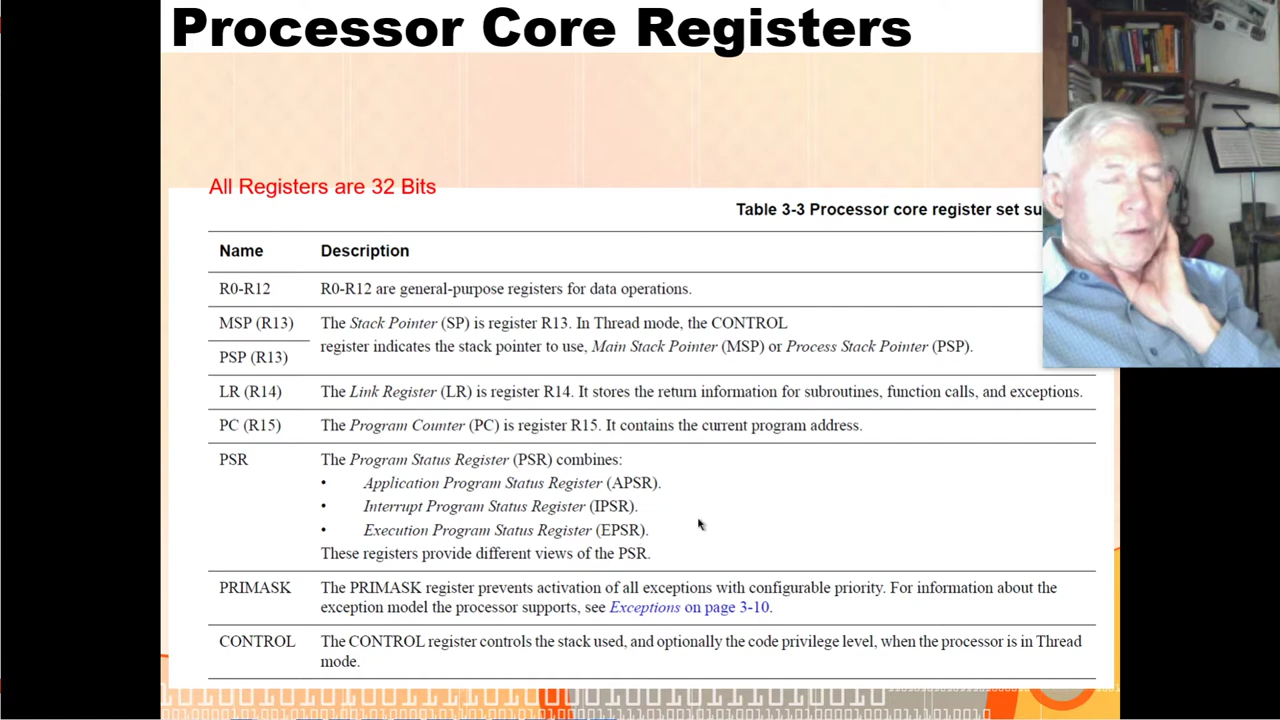 Processor Core Registers
All Registers are 32 Bits
Table 3-3 Processor core register set su
Name Description
R0-R12 R0-R12 are general-purpose registers for data operations.
MSP (R13) The Stack Pointer (SP) is register R13. In Thread mode, the CONTROL
register indicates the stack pointer to use, Main Stack Pointer (MSP) or Process Stack Pointer (PSP).
PSP (R13)
LR (R14) The Link Register (LR) is register R14. It stores the return information for subroutines, function calls, and exceptions.
PC (R15) The Program Counter (PC) is register R15. It contains the current program address.
PSR The Program Status Register (PSR) combines:
• Application Program Status Register (APSR).
• Interrupt Program Status Register (IPSR).
• Execution Program Status Register (EPSR).
These registers provide different views of the PSR.
PRIMASK The PRIMASK register prevents activation of all exceptions with configurable priority. For information about the
exception model the processor supports, see Exceptions on page 3-10.
CONTROL The CONTROL register controls the stack used, and optionally the code privilege level, when the processor is in Thread
mode.